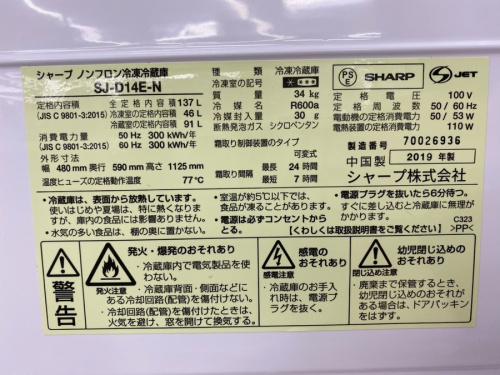 シャープ ノンフロン冷凍冷蔵庫
SJ-D14E-N
定格内容積 全定格内容積 137 L
(JIS C 9801-3:2015) 冷凍室の定格内容積 46 L
冷蔵室の定格内容積 91 L
消費電力量 50 Hz 300 kWh/年
(JIS C 9801-3:2015) 60 Hz 300 kWh/年
外形寸法
幅 480 mm 奥行 590 mm 高さ 1125 mm
温度ヒューズの定格動作温度 77℃
種類 冷凍冷蔵庫
冷凍室の記号
質量 34 kg
冷媒名 R600a
冷媒封入量 30 g
断熱発泡ガス シクロペンタン
霜取り制御装置のタイプ
可変式
霜取り間隔 最長 24 時間
最短 7 時間
PS
E
SHARP
JET
定格電圧 100 V
定格周波数 50 / 60 Hz
電動機の定格消費電力 50 / 53 W
電熱装置の定格消費電力 110 W
製造番号 70026936
中国製 2019 年製
シャープ株式会社
・冷蔵庫は、表面から放熱しています。
使いはじめや夏場は、特に熱くなりま
すが、庫内の食品には影響ありません。
・水気の多い食品は、棚の奥に置かない。
・室温が約5℃以下では、
食品が凍ることがあります。
・電源は必ずコンセントから
とる。
・電源プラグを抜いたら6分待つ。
すぐに差し込むと冷蔵庫に無理が
かかります。
【くわしくは取扱説明書をご覧ください】
C323
>PP<
警告
発火・爆発のおそれあり
発火注意
・冷蔵庫内で電気製品を使
わない。
・冷蔵庫背面・側面などに
ある冷却回路(配管)を傷付けない。
・冷却回路(配管)を傷付けたときは
火気を避け、窓を開けて換気する。
感電の
おそれあり
感電注意
・冷蔵庫のお手入
れ時は、電源プラ
グを抜く。
幼児閉じ込めの
おそれあり
閉じ込め注意
・廃棄まで保管すると
き、幼児閉じ込めのお
それがある場合は、
ドアパッキン
をはずす。